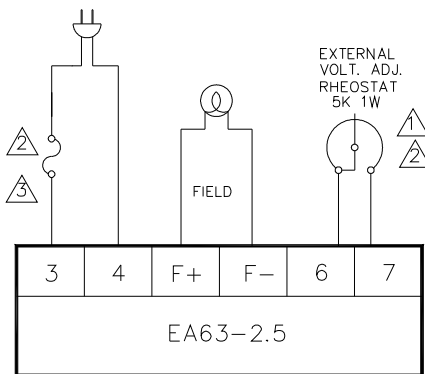 EXTERNAL
VOLT. ADJ.
RHEOSTAT
5K 1W
1
2
2
3
FIELD
3 4 F+ F- 6 7
EA63-2.5